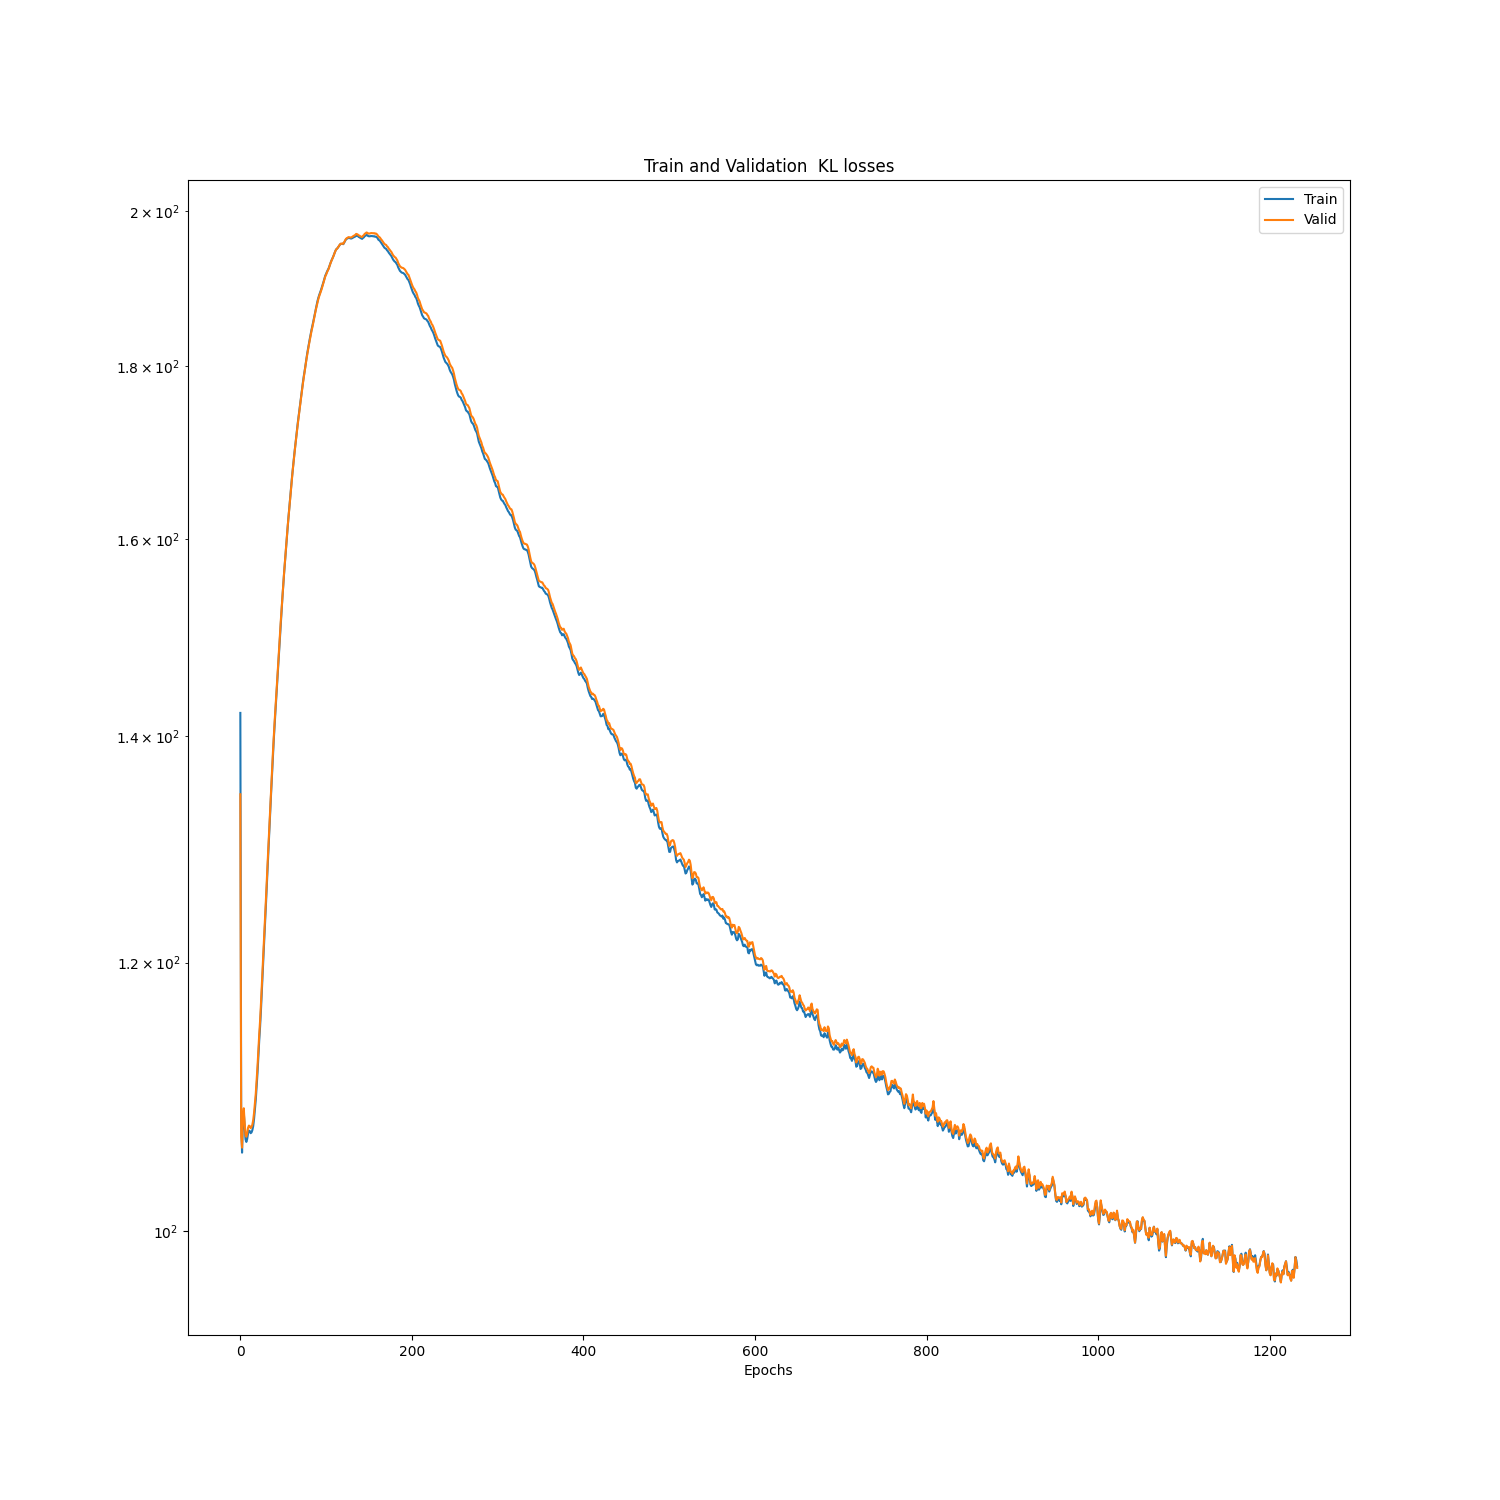 Train and Validation  KL losses
Train
Valid
2 × 10²
1.8 × 10²
1.6 × 10²
1.4 × 10²
1.2 × 10²
10²
0 200 400 600 800 1000 1200
Epochs